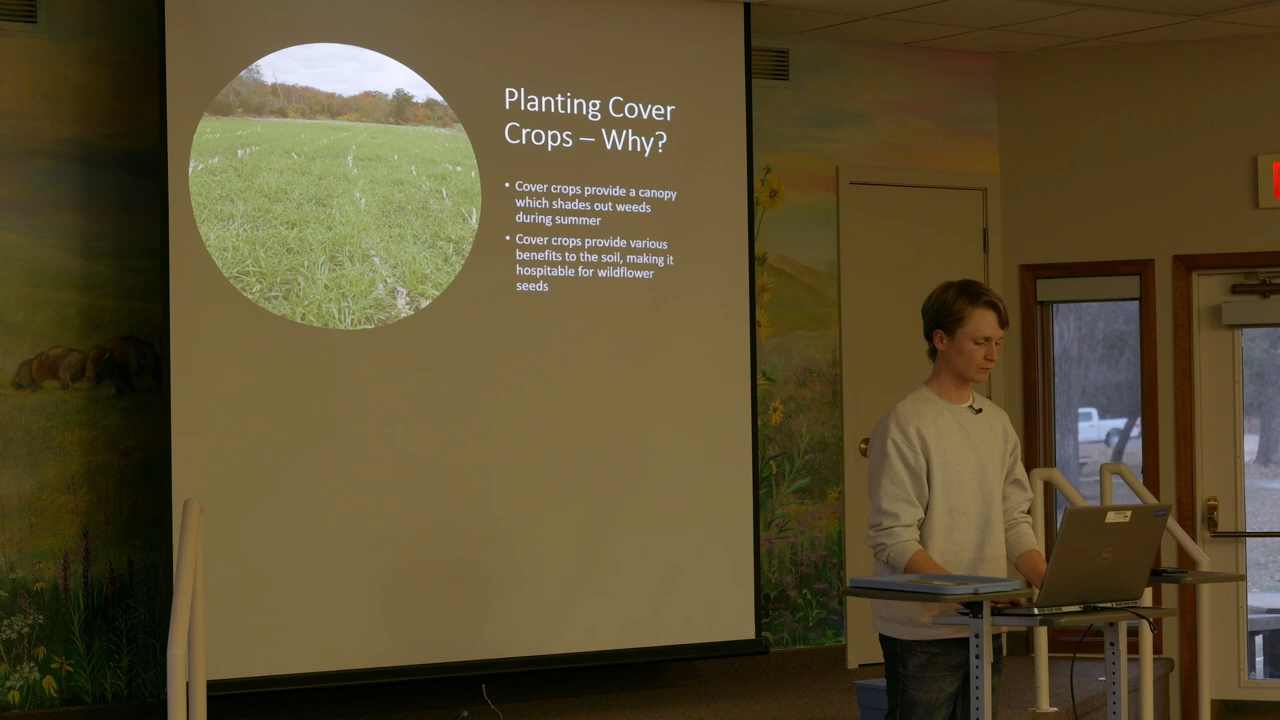 Planting Cover
Crops – Why?
• Cover crops provide a canopy
which shades out weeds
during summer
• Cover crops provide various
benefits to the soil, making it
hospitable for wildflower
seeds